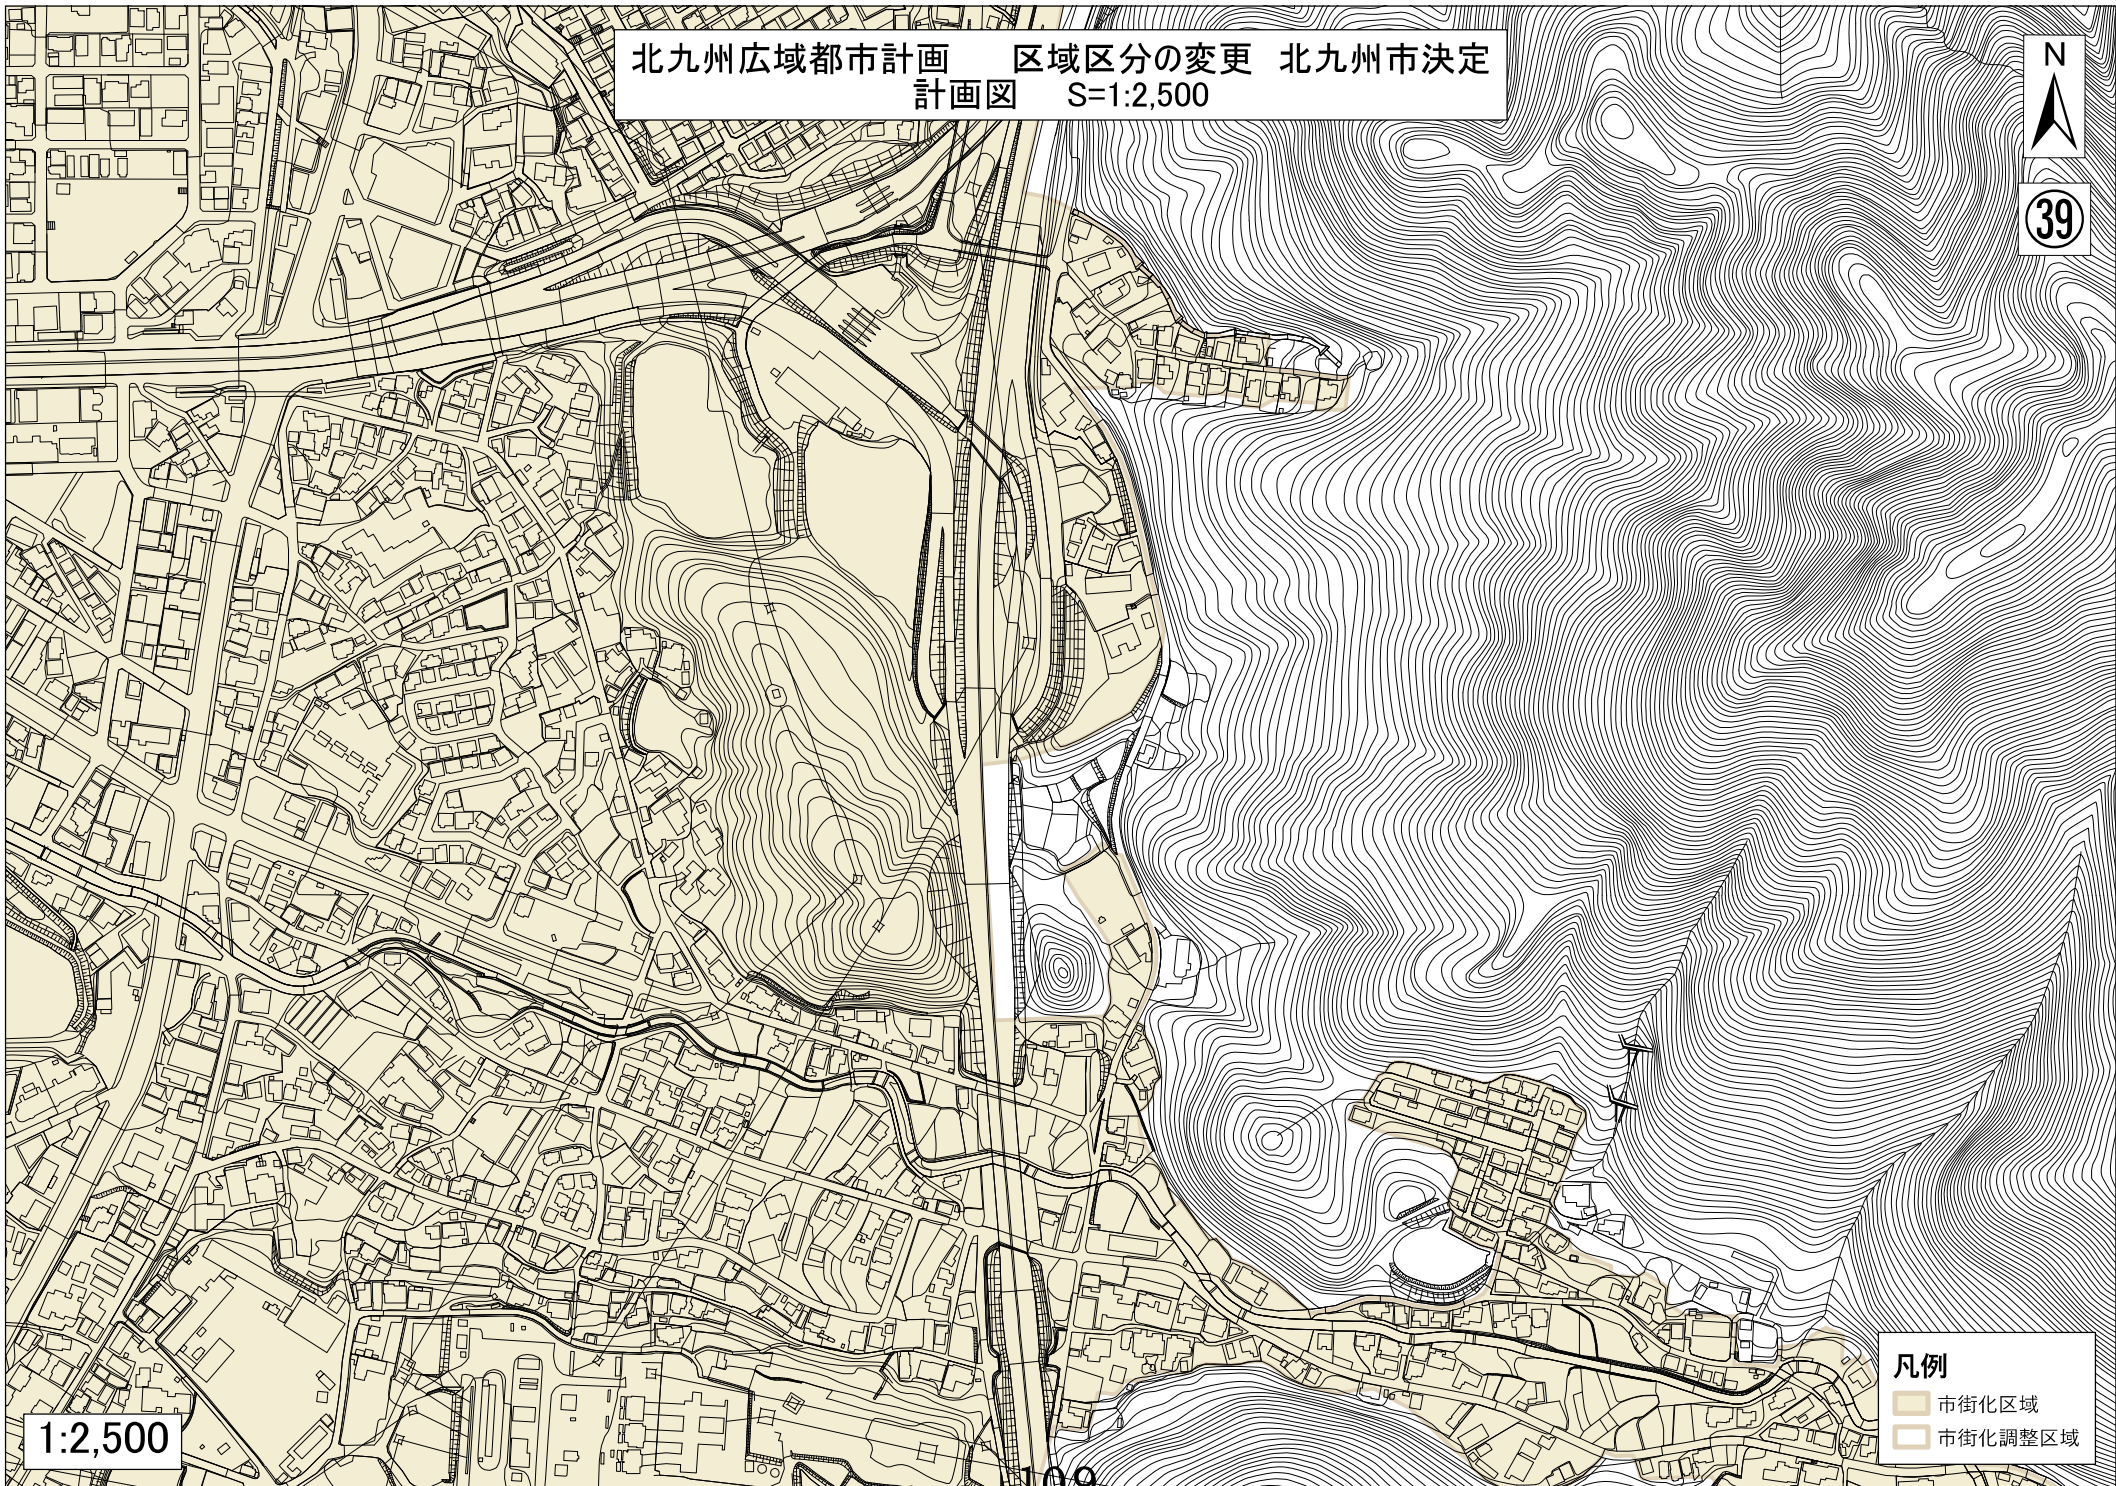 北九州広域都市計画　　区域区分の変更　北九州市決定
計画図　S=1:2,500
N
㊴
凡例
市街化区域
市街化調整区域
1:2,500
109